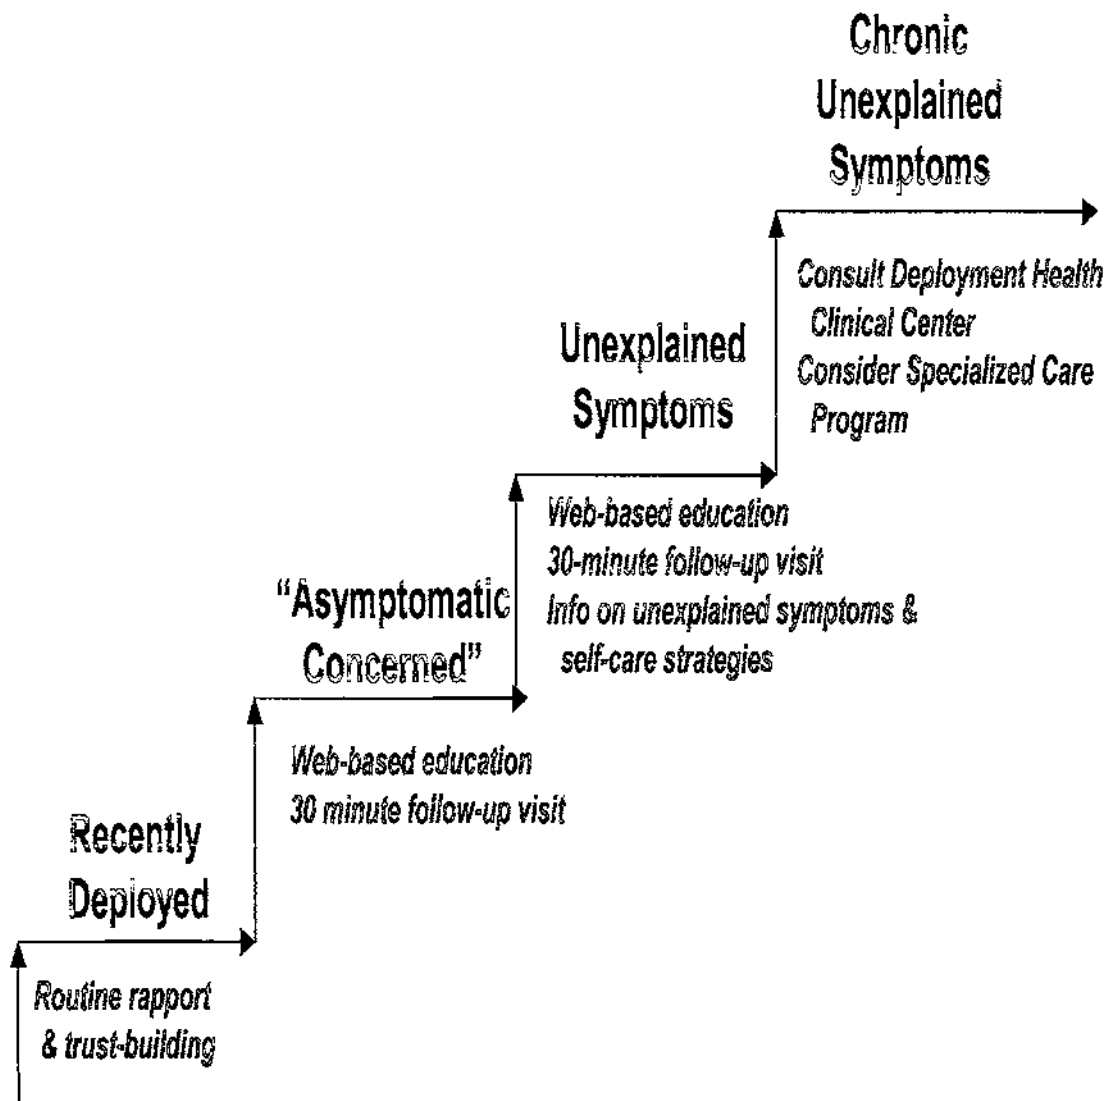 Chronic
Unexplained
Symptoms
Consult Deployment Health
Clinical Center
Consider Specialized Care
Program
Unexplained
Symptoms
Web-based education
30-minute follow-up visit
Info on unexplained symptoms &
self-care strategies
“Asymptomatic
Concerned”
Web-based education
30 minute follow-up visit
Recently
Deployed
Routine rapport
& trust-building